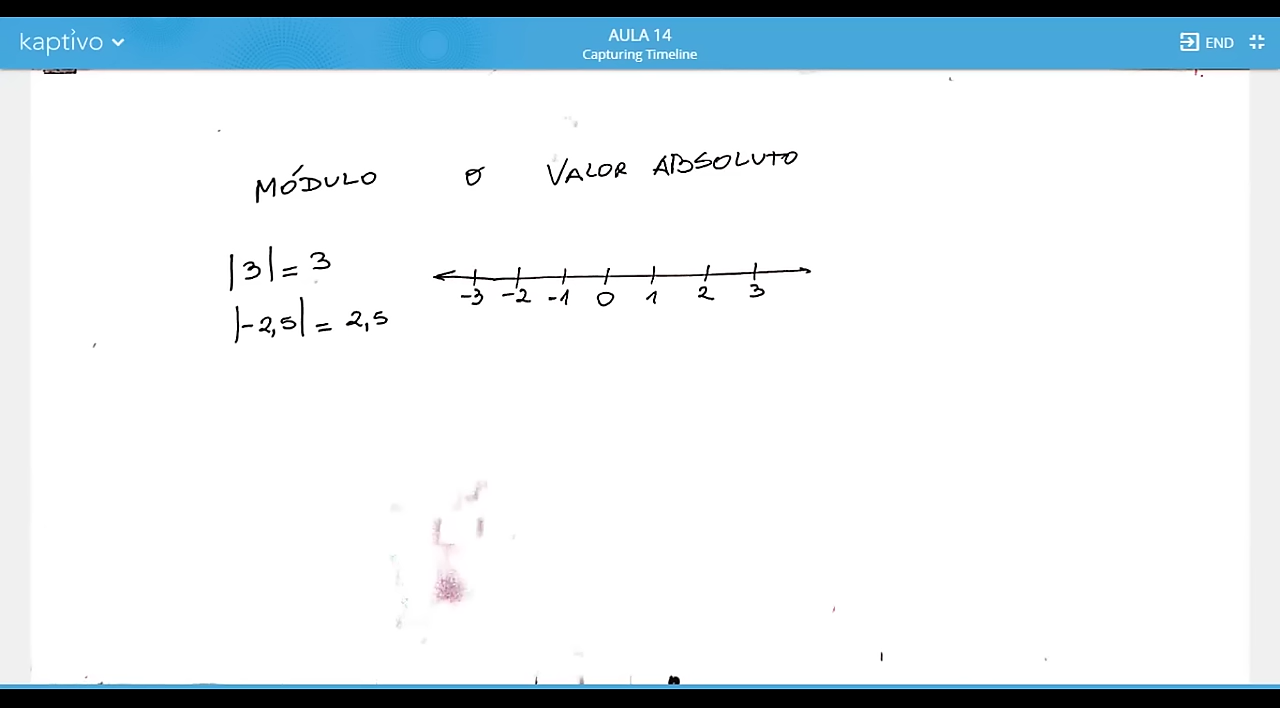 kaptivo
AULA 14
Capturing Timeline
END
MÓDULO O VALOR ABSOLUTO
|3| = 3
-3 -2 -1 0 1 2 3
|-2,5| = 2,5